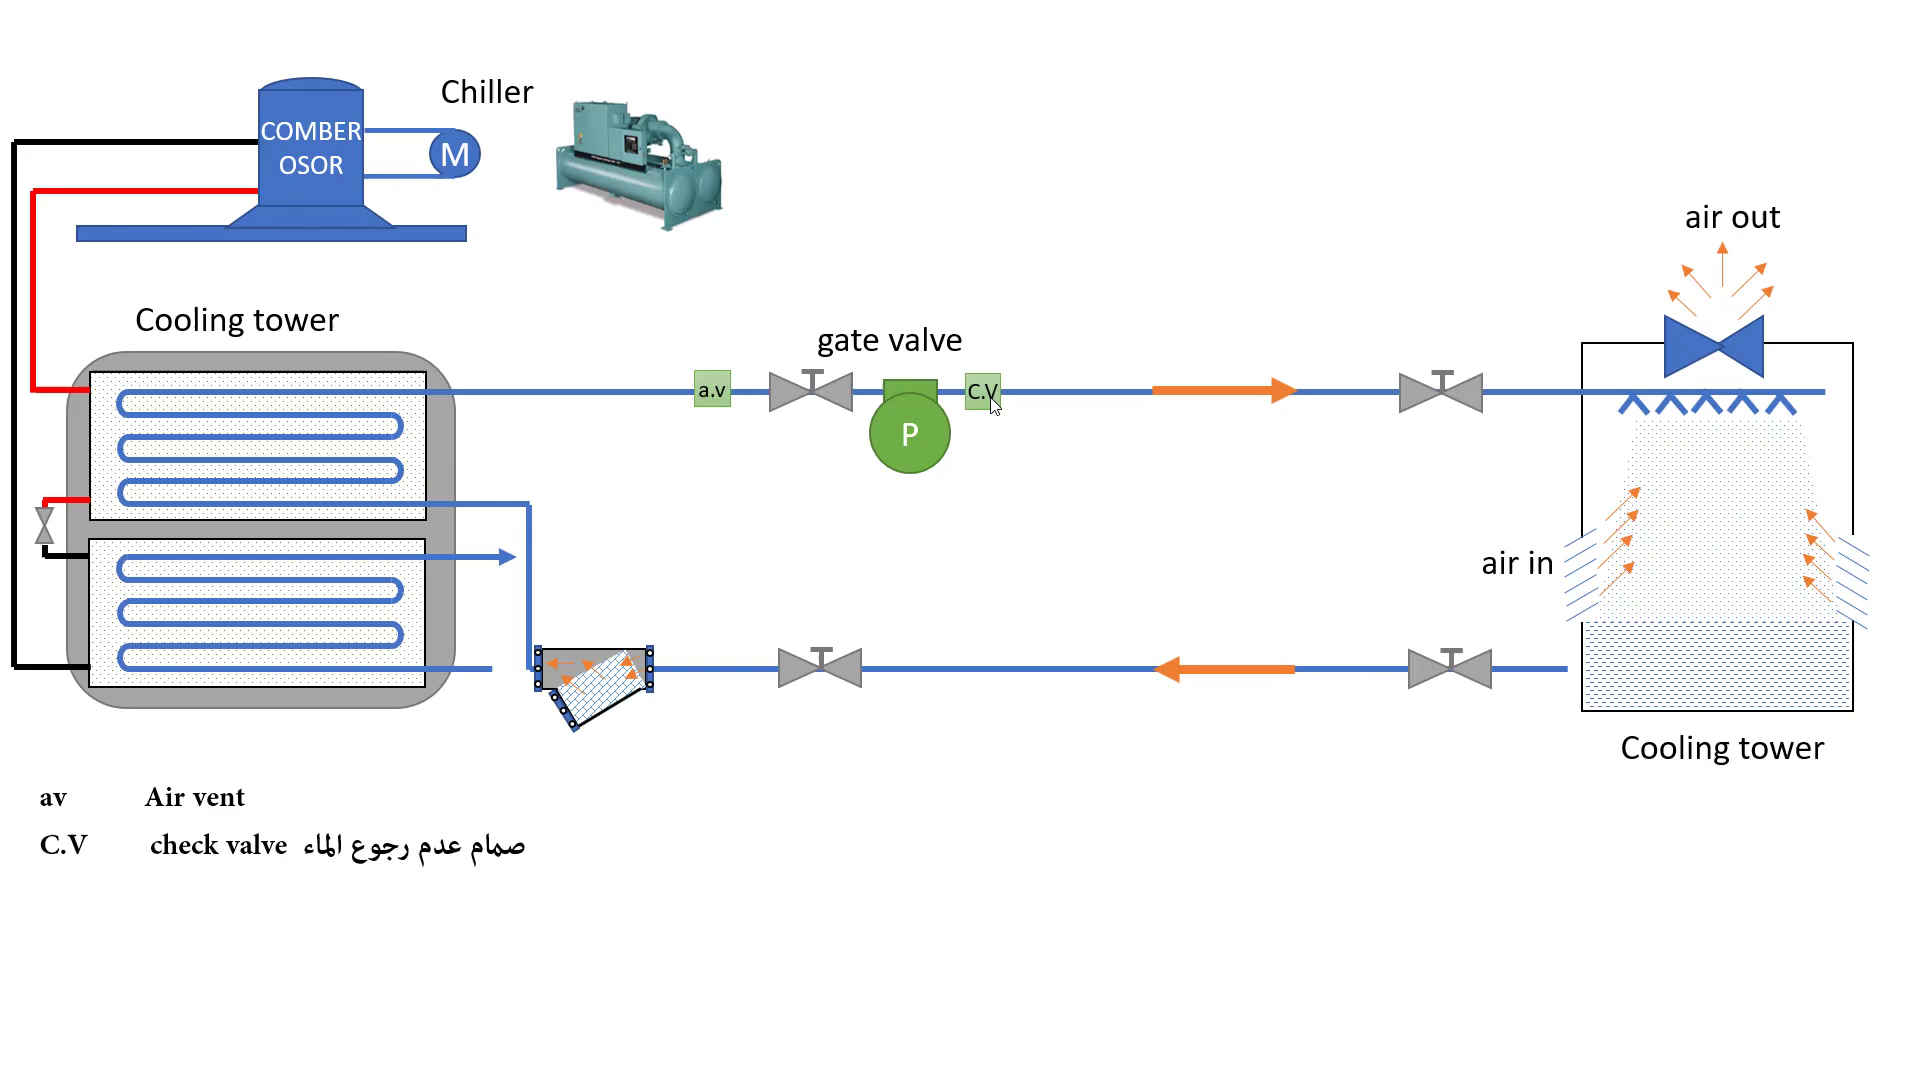 Chiller
COMBER
OSOR
M
air out
Cooling tower
gate valve
a.v
C.V
P
air in
Cooling tower
av Air vent
C.V check valve صمام عدم رجوع الماء